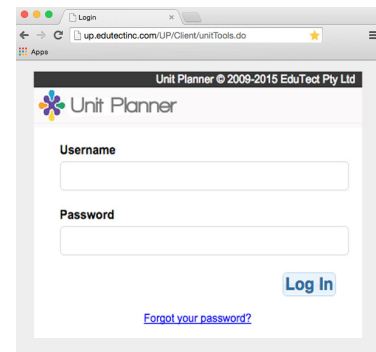 Login
up.edutectinc.com/UP/Client/unitTools.do
Apps
Unit Planner © 2009-2015 EduTect Pty Ltd
Unit Planner
Username
Password
Log In
Forgot your password?